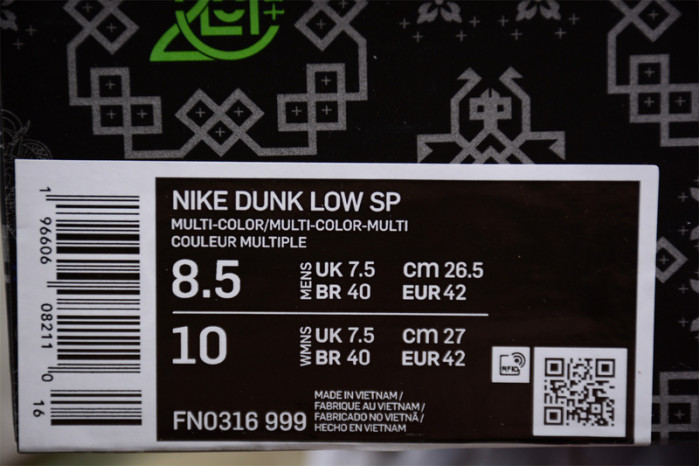 NIKE DUNK LOW SP
MULTI-COLOR/MULTI-COLOR-MULTI
COULEUR MULTIPLE
8.5 MENS UK 7.5 cm 26.5
BR 40 EUR 42
10 WMNS UK 7.5 cm 27
BR 40 EUR 42
FN0316 999
MADE IN VIETNAM /
FABRIQUE AU VIETNAM /
FABRICADO NO VIETNÃ /
HECHO EN VIETNAM
RFID
1 96606 08211 0 16